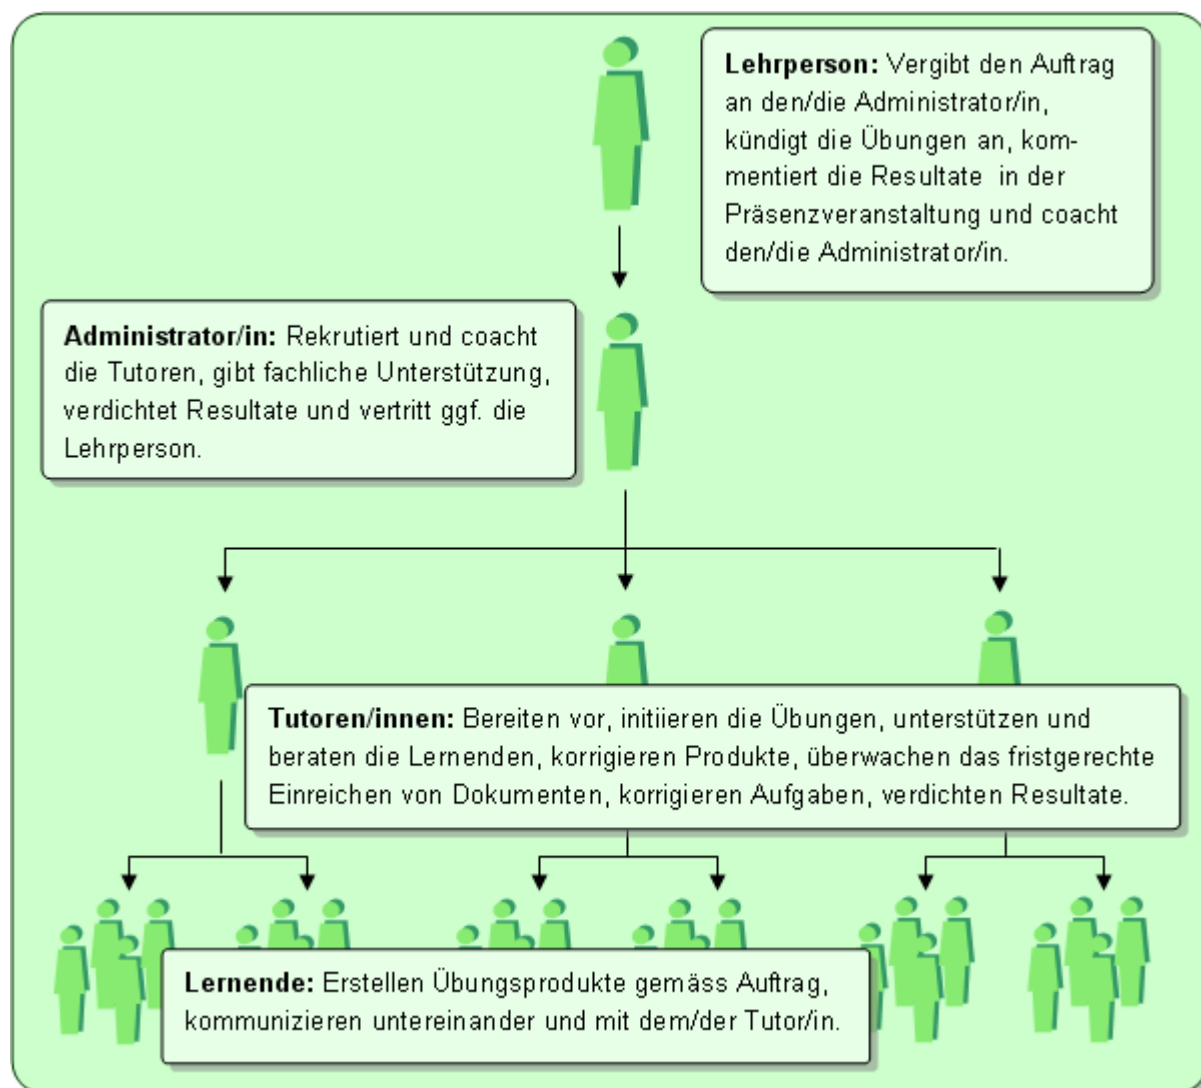 Lehrperson: Vergibt den Auftrag
an den/die Administrator/in,
kündigt die Übungen an, kom-
mentiert die Resultate in der
Präsenzveranstaltung und coacht
den/die Administrator/in.
Administrator/in: Rekrutiert und coacht
die Tutoren, gibt fachliche Unterstützung,
verdichtet Resultate und vertritt ggf. die
Lehrperson.
Tutoren/innen: Bereiten vor, initiieren die Übungen, unterstützen und
beraten die Lernenden, korrigieren Produkte, überwachen das fristgerechte
Einreichen von Dokumenten, korrigieren Aufgaben, verdichten Resultate.
Lernende: Erstellen Übungsprodukte gemäss Auftrag,
kommunizieren untereinander und mit dem/der Tutor/in.